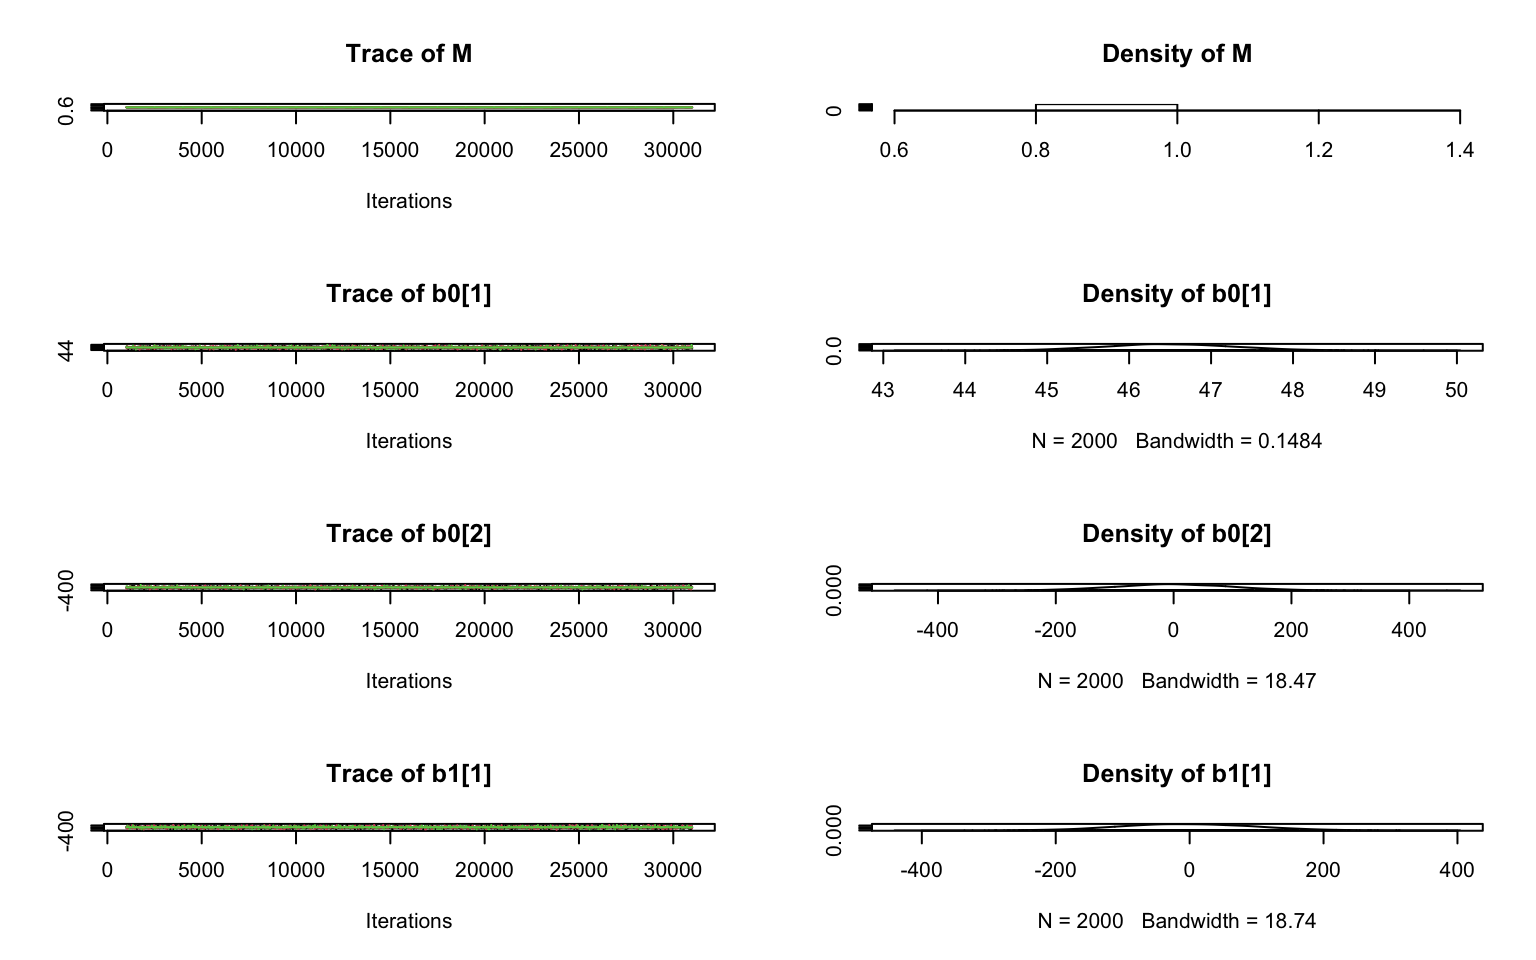 Trace of M
Density of M
0.6
0
0 5000 10000 15000 20000 25000 30000
0.6 0.8 1.0 1.2 1.4
Iterations
Trace of b0[1]
Density of b0[1]
44
0.0
0 5000 10000 15000 20000 25000 30000
43 44 45 46 47 48 49 50
Iterations
N = 2000 Bandwidth = 0.1484
Trace of b0[2]
Density of b0[2]
-400
0.000
0 5000 10000 15000 20000 25000 30000
-400 -200 0 200 400
Iterations
N = 2000 Bandwidth = 18.47
Trace of b1[1]
Density of b1[1]
-400
0.000
0 5000 10000 15000 20000 25000 30000
-400 -200 0 200 400
Iterations
N = 2000 Bandwidth = 18.74